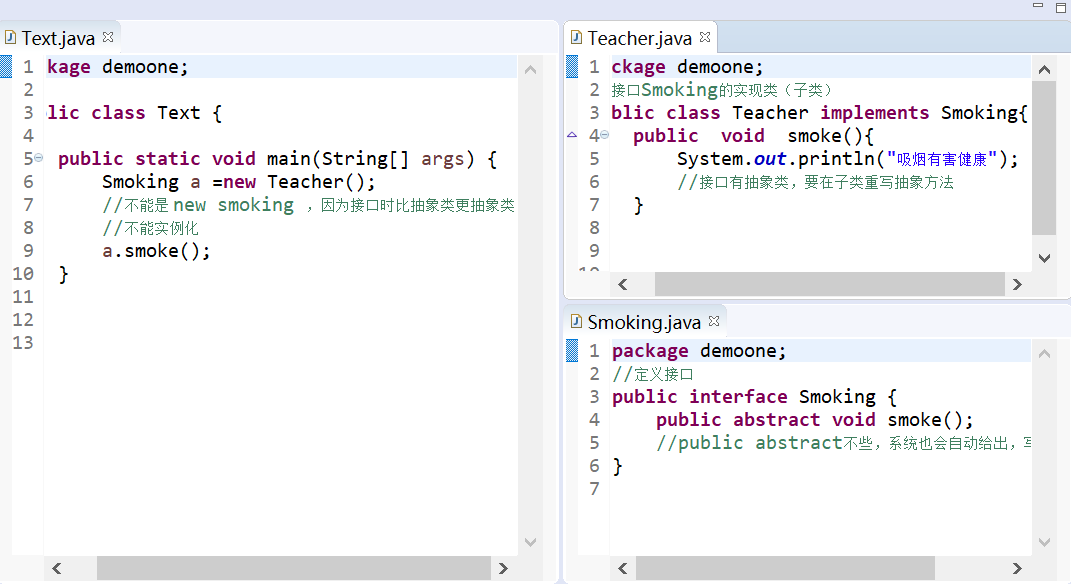 Text.java
1 kage demoone;
2
3 lic class Text {
4
5 public static void main(String[] args) {
6 Smoking a =new Teacher();
7 //不能是 new smoking ，因为接口时比抽象类更抽象类
8 //不能实例化
9 a.smoke();
10 }
11
12
13
Teacher.java
1 ckage demoone;
2 接口Smoking的实现类（子类）
3 blic class Teacher implements Smoking{
4 public void smoke(){
5 System.out.println("吸烟有害健康");
6 //接口有抽象类，要在子类重写抽象方法
7 }
8
9
Smoking.java
1 package demoone;
2 //定义接口
3 public interface Smoking {
4 public abstract void smoke();
5 //public abstract不些，系统也会自动给出，
6 }
7